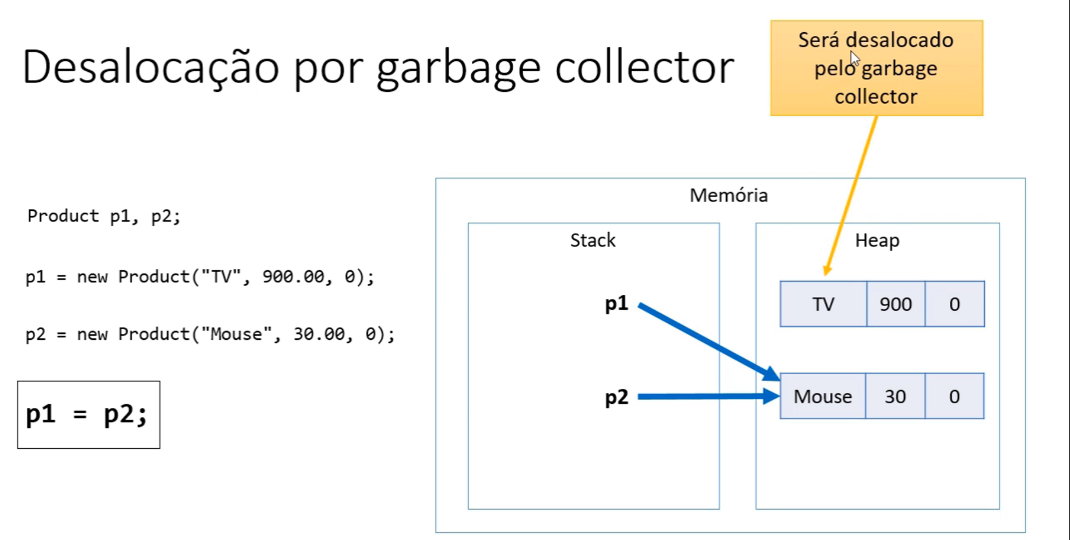 Desalocação por garbage collector
Será desalocado
pelo garbage
collector
Product p1, p2;
p1 = new Product("TV", 900.00, 0);
p2 = new Product("Mouse", 30.00, 0);
p1 = p2;
Memória
Stack
Heap
p1
TV 900 0
p2
Mouse 30 0